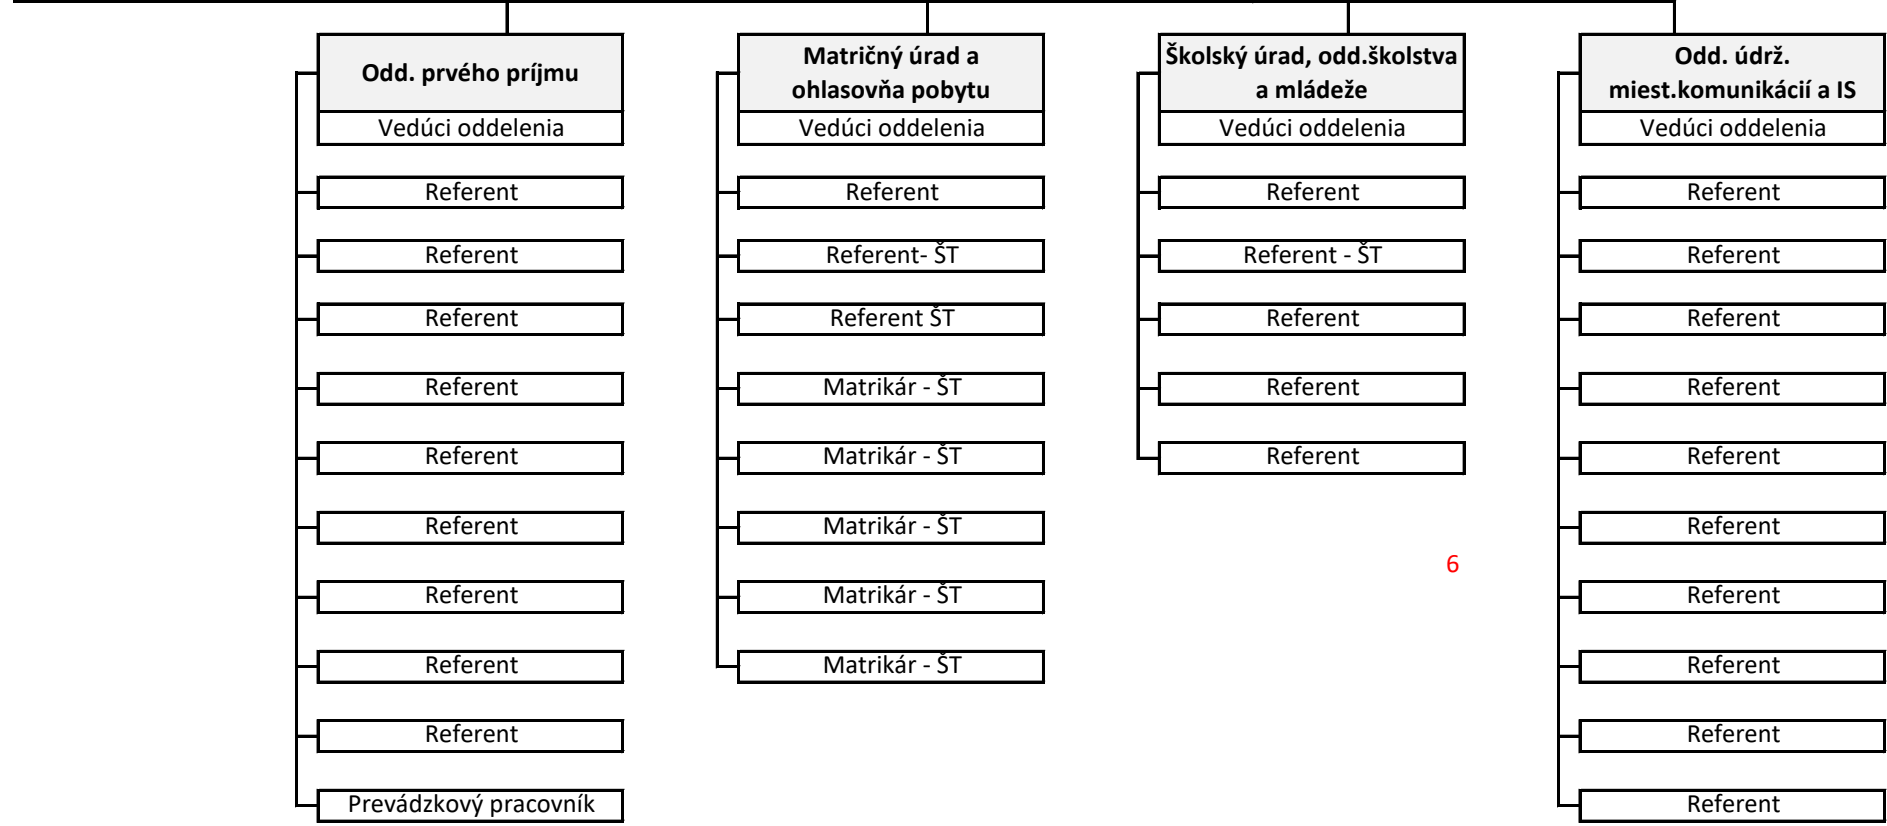 Odd. prvého príjmu
Vedúci oddelenia
Referent
Referent
Referent
Referent
Referent
Referent
Referent
Referent
Referent
Prevádzkový pracovník
Matričný úrad a
ohlasovňa pobytu
Vedúci oddelenia
Referent
Referent- ŠT
Referent ŠT
Matrikár - ŠT
Matrikár - ŠT
Matrikár - ŠT
Matrikár - ŠT
Matrikár - ŠT
Školský úrad, odd.školstva
a mládeže
Vedúci oddelenia
Referent
Referent - ŠT
Referent
Referent
Referent
6
Odd. údrž.
miest.komunikácií a IS
Vedúci oddelenia
Referent
Referent
Referent
Referent
Referent
Referent
Referent
Referent
Referent
Referent